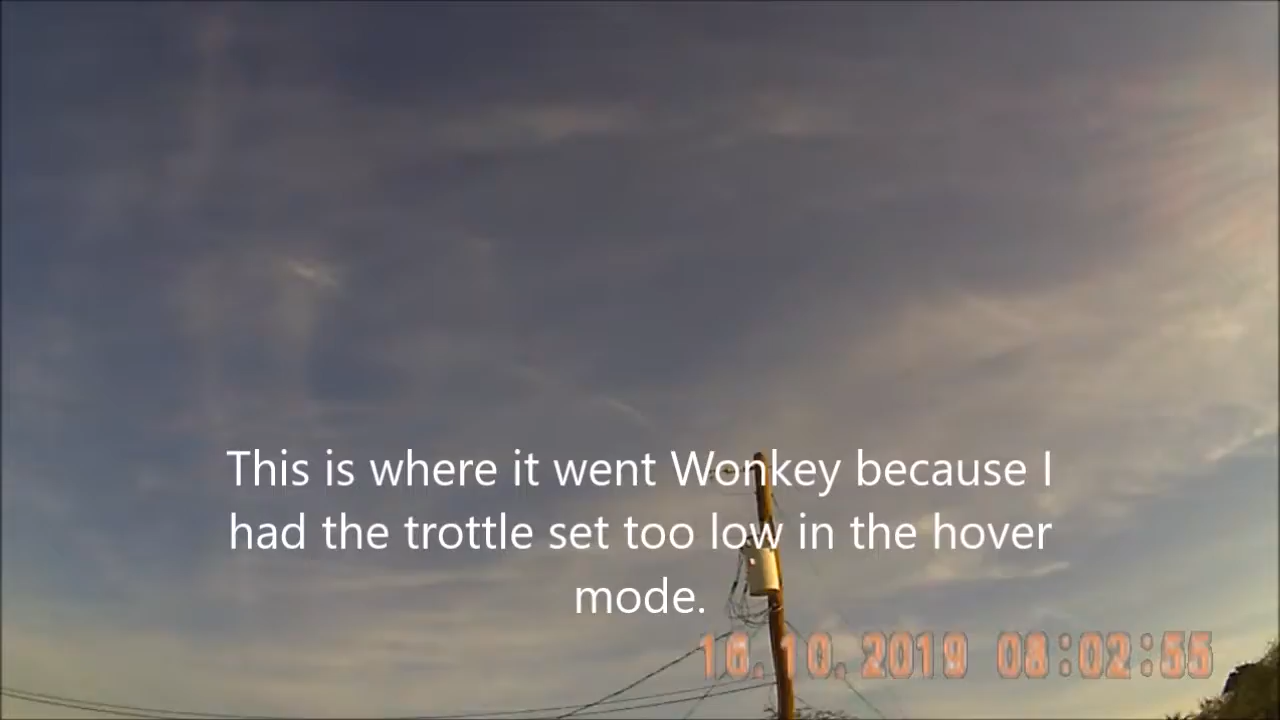 This is where it went Wonkey because I
had the trottle set too low in the hover
mode.
16.10.2019 08:02:55